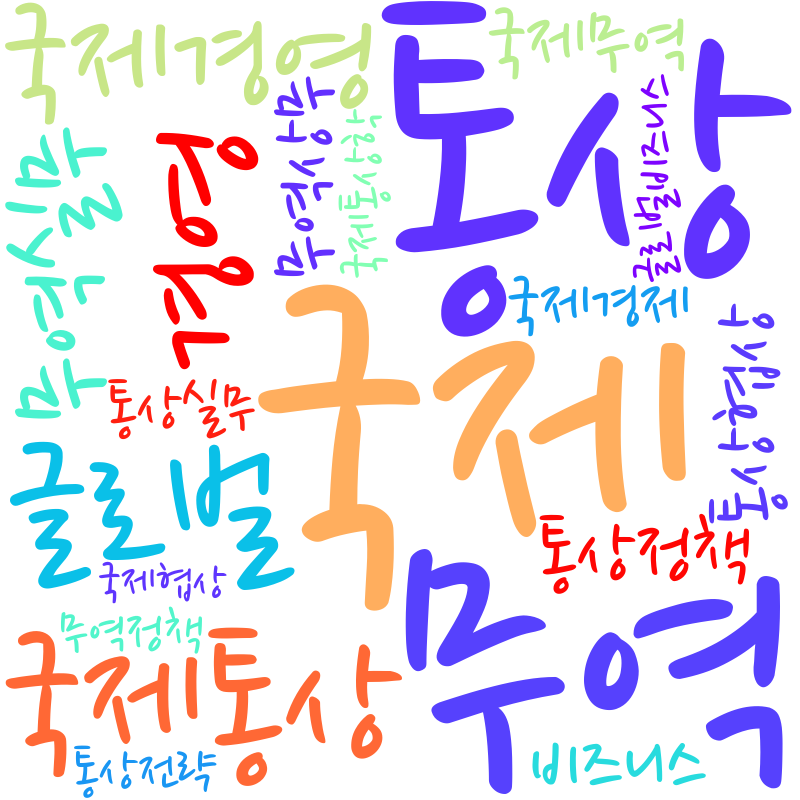 국제경영
통상
국제무역
무역상무
국제통상학
글로벌비즈니스
무역실무
경영
국제경제
국제
통상협상
통상실무
글로벌
통상정책
국제협상
무역
무역정책
국제통상
통상전략
비즈니스